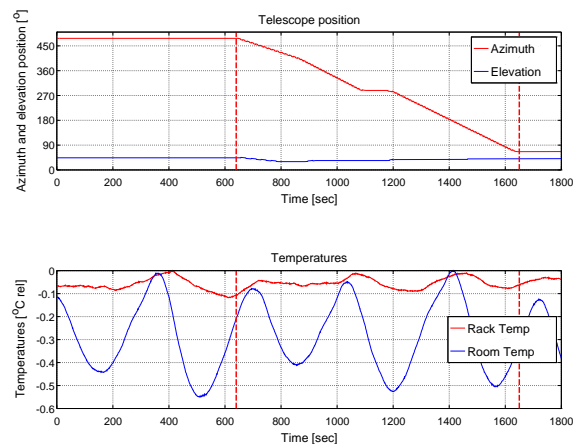 Telescope position
Azimuth and elevation position [°]
450
360
270
180
90
0
Azimuth
Elevation
0 200 400 600 800 1000 1200 1400 1600 1800
Time [sec]
Temperatures
Temperatures [°C rel]
0
-0.1
-0.2
-0.3
-0.4
-0.5
-0.6
Rack Temp
Room Temp
0 200 400 600 800 1000 1200 1400 1600 1800
Time [sec]